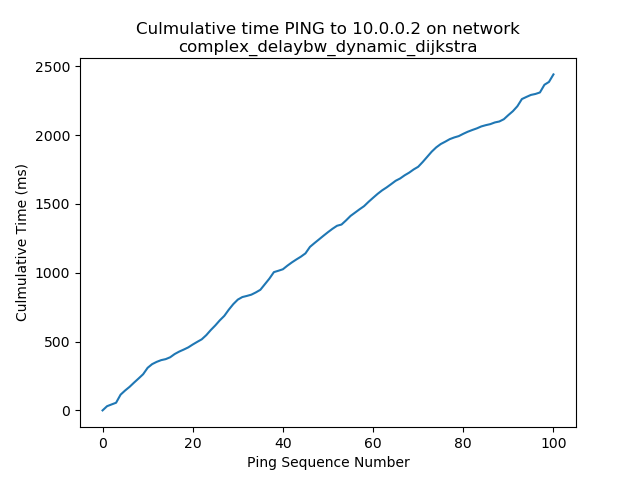 Culmulative time PING to 10.0.0.2 on network
complex_delaybw_dynamic_dijkstra
Culmulative Time (ms)
2500
2000
1500
1000
500
0
0 20 40 60 80 100
Ping Sequence Number